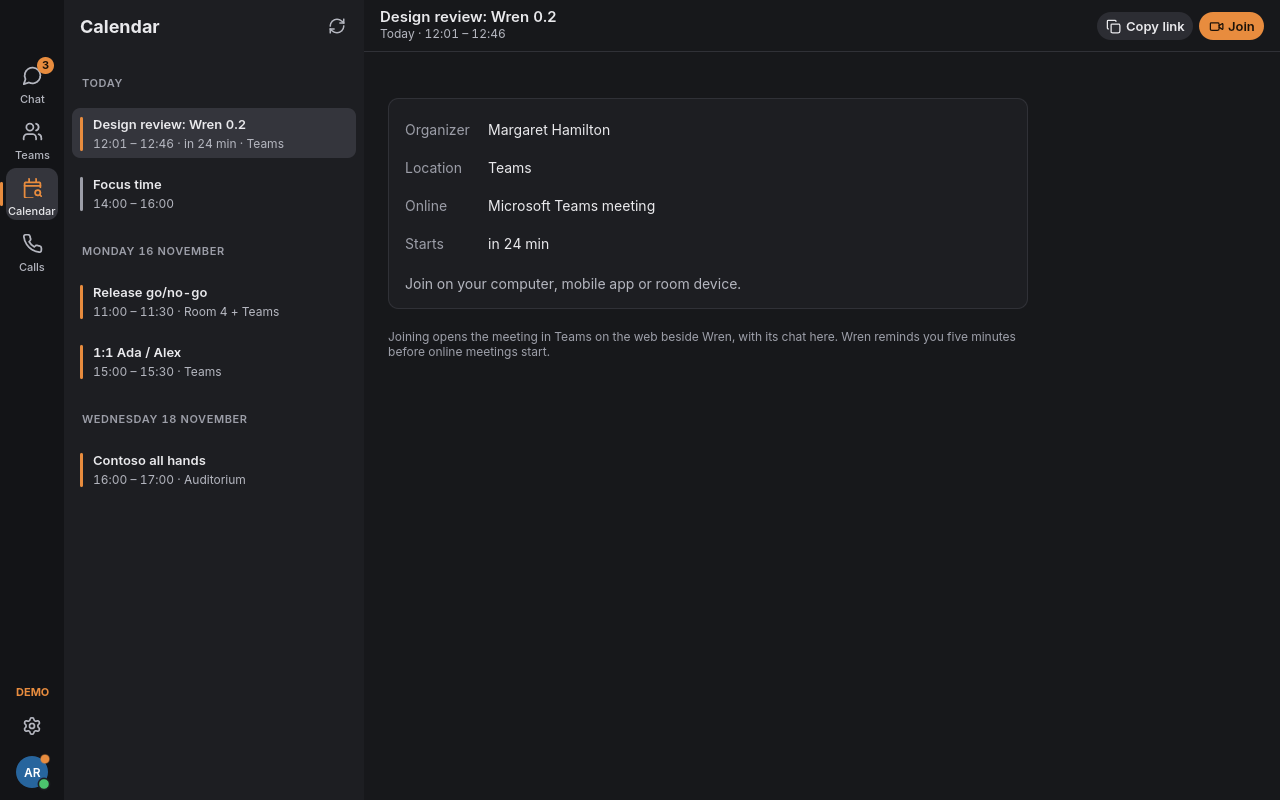 Calendar
Design review: Wren 0.2
Today · 12:01 – 12:46
Copy link
Join
3
Chat
Teams
Calendar
Calls
TODAY
Design review: Wren 0.2
12:01 – 12:46 · in 24 min · Teams
Focus time
14:00 – 16:00
MONDAY 16 NOVEMBER
Release go/no-go
11:00 – 11:30 · Room 4 + Teams
1:1 Ada / Alex
15:00 – 15:30 · Teams
WEDNESDAY 18 NOVEMBER
Contoso all hands
16:00 – 17:00 · Auditorium
Organizer Margaret Hamilton
Location Teams
Online Microsoft Teams meeting
Starts in 24 min
Join on your computer, mobile app or room device.
Joining opens the meeting in Teams on the web beside Wren, with its chat here. Wren reminds you five minutes
before online meetings start.
DEMO
AR